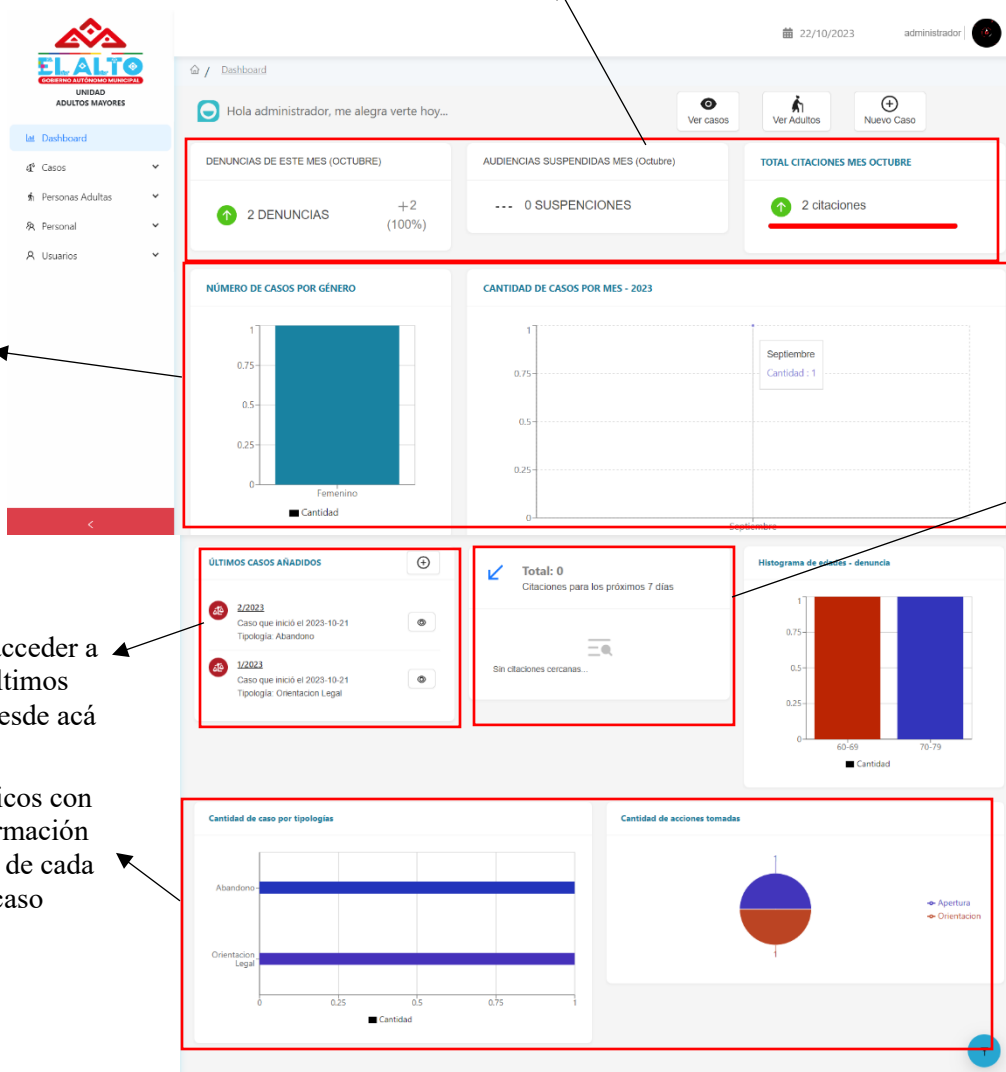 22/10/2023
administrador
EL ALTO
GOBIERNO AUTÓNOMO MUNICIPAL
UNIDAD
ADULTOS MAYORES
/ Dashboard
Hola administrador, me alegra verte hoy...
Ver casos
Ver Adultos
Nuevo Caso
Dashboard
Casos
Personas Adultas
Personal
Usuarios
<
DENUNCIAS DE ESTE MES (OCTUBRE)
2 DENUNCIAS
+2
(100%)
AUDIENCIAS SUSPENDIDAS MES (Octubre)
--- 0 SUSPENCIONES
TOTAL CITACIONES MES OCTUBRE
2 citaciones
NÚMERO DE CASOS POR GÉNERO
1
0.75
0.5
0.25
0
Femenino
Cantidad
CANTIDAD DE CASOS POR MES - 2023
1
0.75
0.5
0.25
0
Septiembre
Cantidad : 1
Septiembre
ÚLTIMOS CASOS AÑADIDOS
2/2023
Caso que inició el 2023-10-21
Tipología: Abandono
1/2023
Caso que inició el 2023-10-21
Tipología: Orientacion Legal
Total: 0
Citaciones para los próximos 7 días
Sin citaciones cercanas...
Histograma de edades - denuncia
1
0.75
0.5
0.25
0
60-69
70-79
Cantidad
acceder a
ltimos
esde acá
icos con
rmación
de cada
caso
Cantidad de caso por tipologías
Abandono
Orientacion
Legal
0
0.25
0.5
0.75
1
Cantidad
Cantidad de acciones tomadas
1
1
Apertura
Orientacion